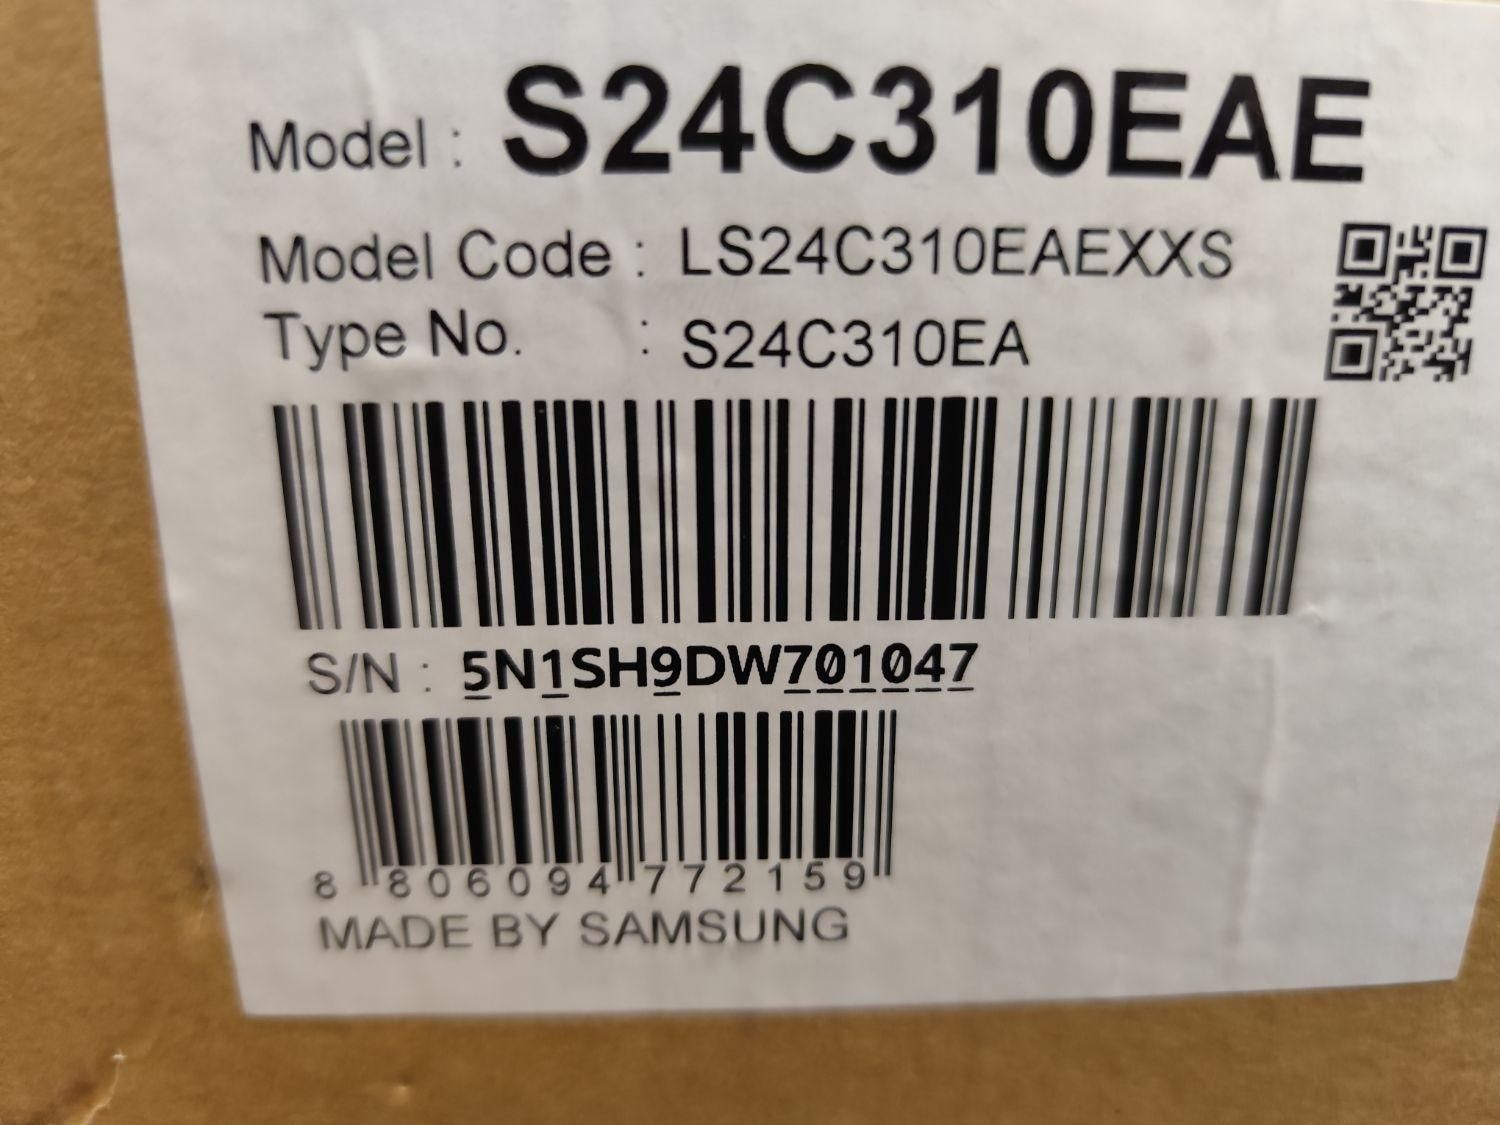 Model : S24C310EAE
Model Code : LS24C310EAEXXS
Type No. : S24C310EA
S/N : 5N1SH9DW701047
8 806094 772159
MADE BY SAMSUNG